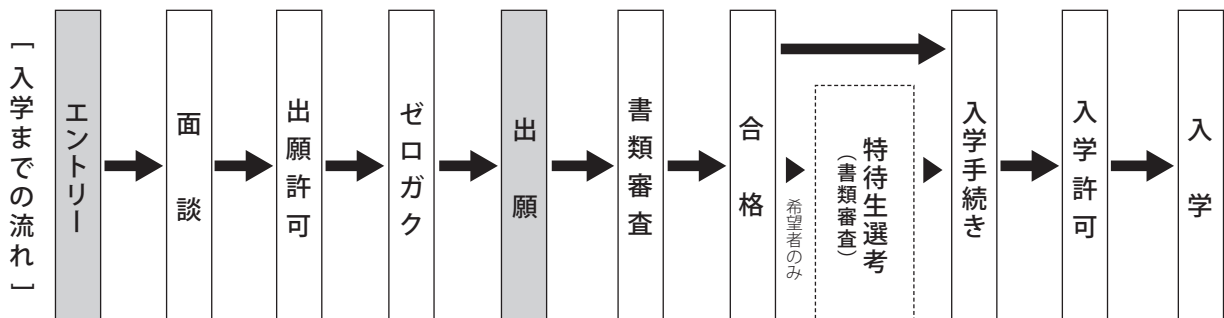 ［入学までの流れ］
エントリー
面談
出願許可
ゼロガク
出願
書類審査
合格
希望者のみ
特待生選考
（書類審査）
入学手続き
入学許可
入学